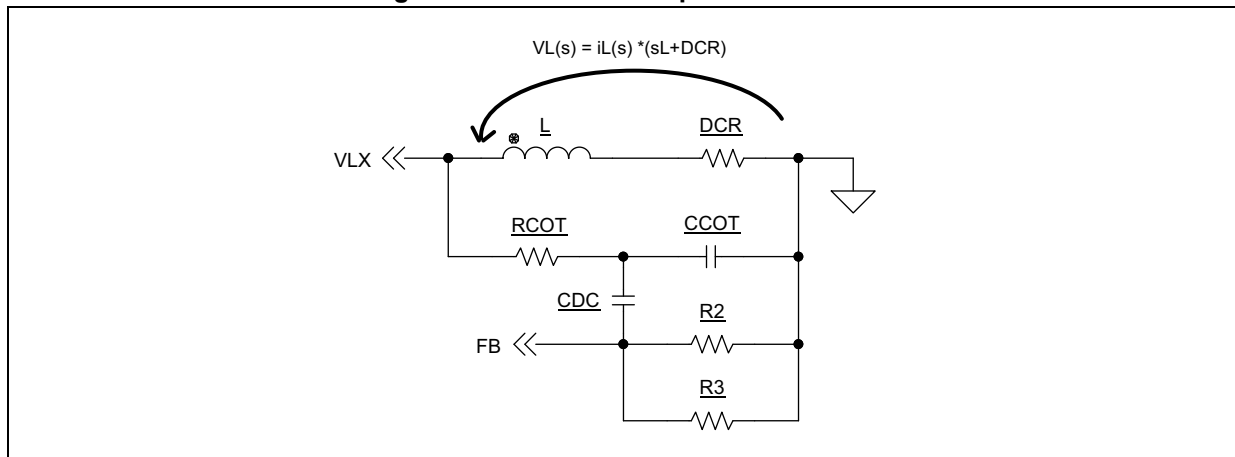 VL(s) = iL(s) *(sL+DCR)
L
DCR
VLX
RCOT
CCOT
CDC
R2
FB
R3